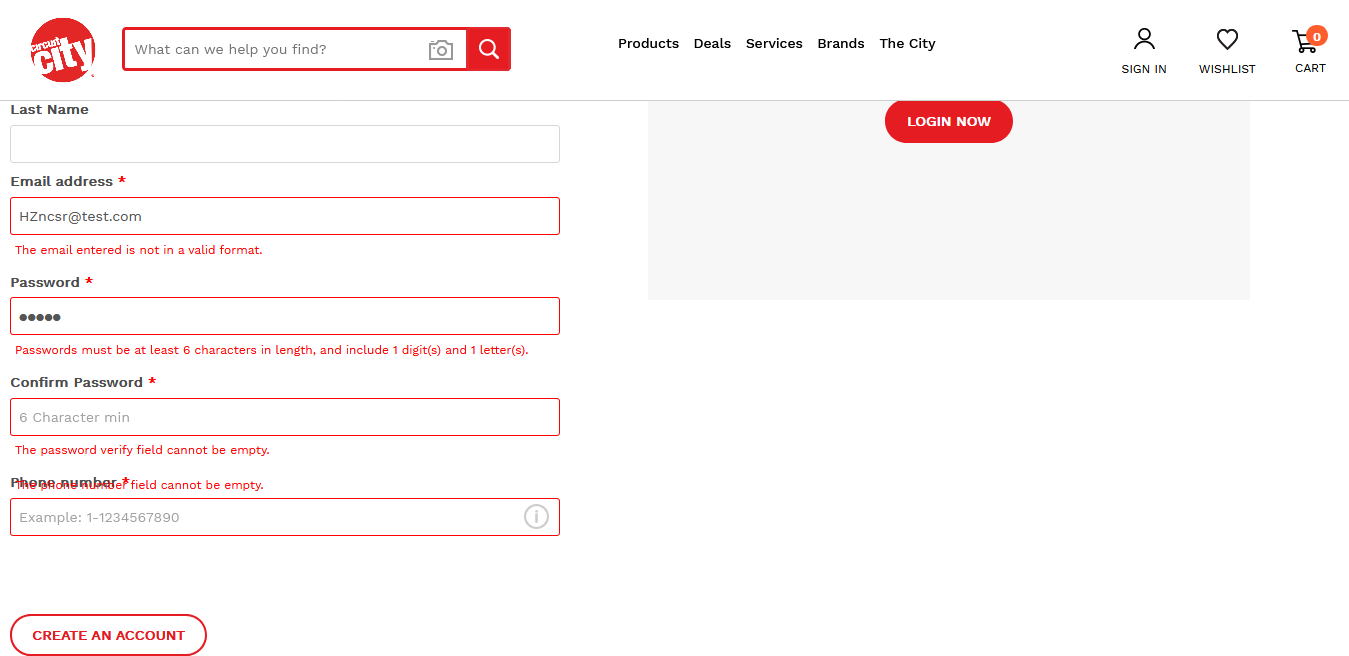 circuit city
What can we help you find?
Products Deals Services Brands The City
SIGN IN
WISHLIST
0
CART
Last Name
Email address *
HZncsr@test.com
The email entered is not in a valid format.
Password *
●●●●●
Passwords must be at least 6 characters in length, and include 1 digit(s) and 1 letter(s).
Confirm Password *
6 Character min
The password verify field cannot be empty.
Phone number *
The phone number field cannot be empty.
Example: 1-1234567890
CREATE AN ACCOUNT
LOGIN NOW